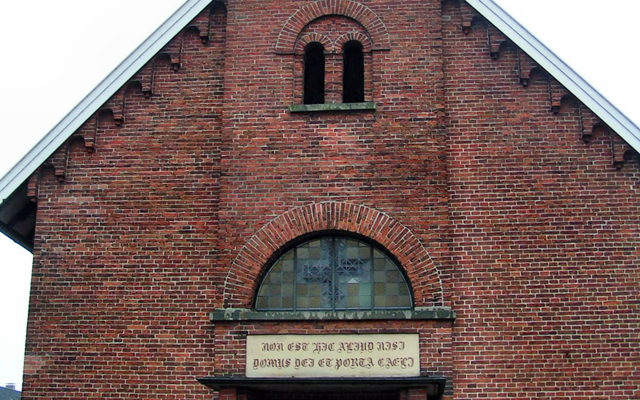 NON EST HIC ALIUD NISI
DOMUS DEI ET PORTA CAELI